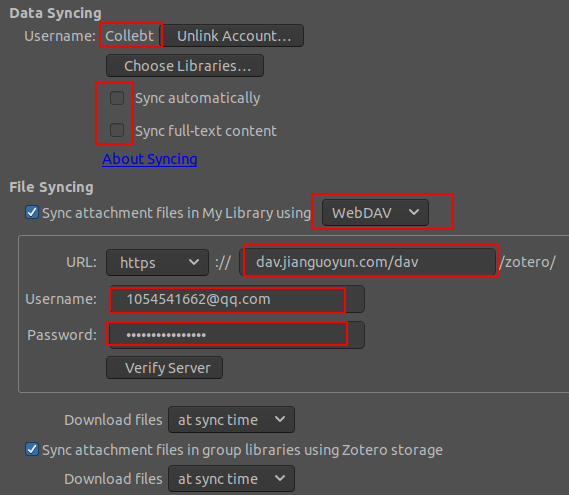 Data Syncing
Username: Collebt Unlink Account...
Choose Libraries...
Sync automatically
Sync full-text content
About Syncing
File Syncing
Sync attachment files in My Library using WebDAV
URL: https :// dav.jianguoyun.com/dav /zotero/
Username: 1054541662@qq.com
Password: ••••••••••••••••
Verify Server
Download files at sync time
Sync attachment files in group libraries using Zotero storage
Download files at sync time